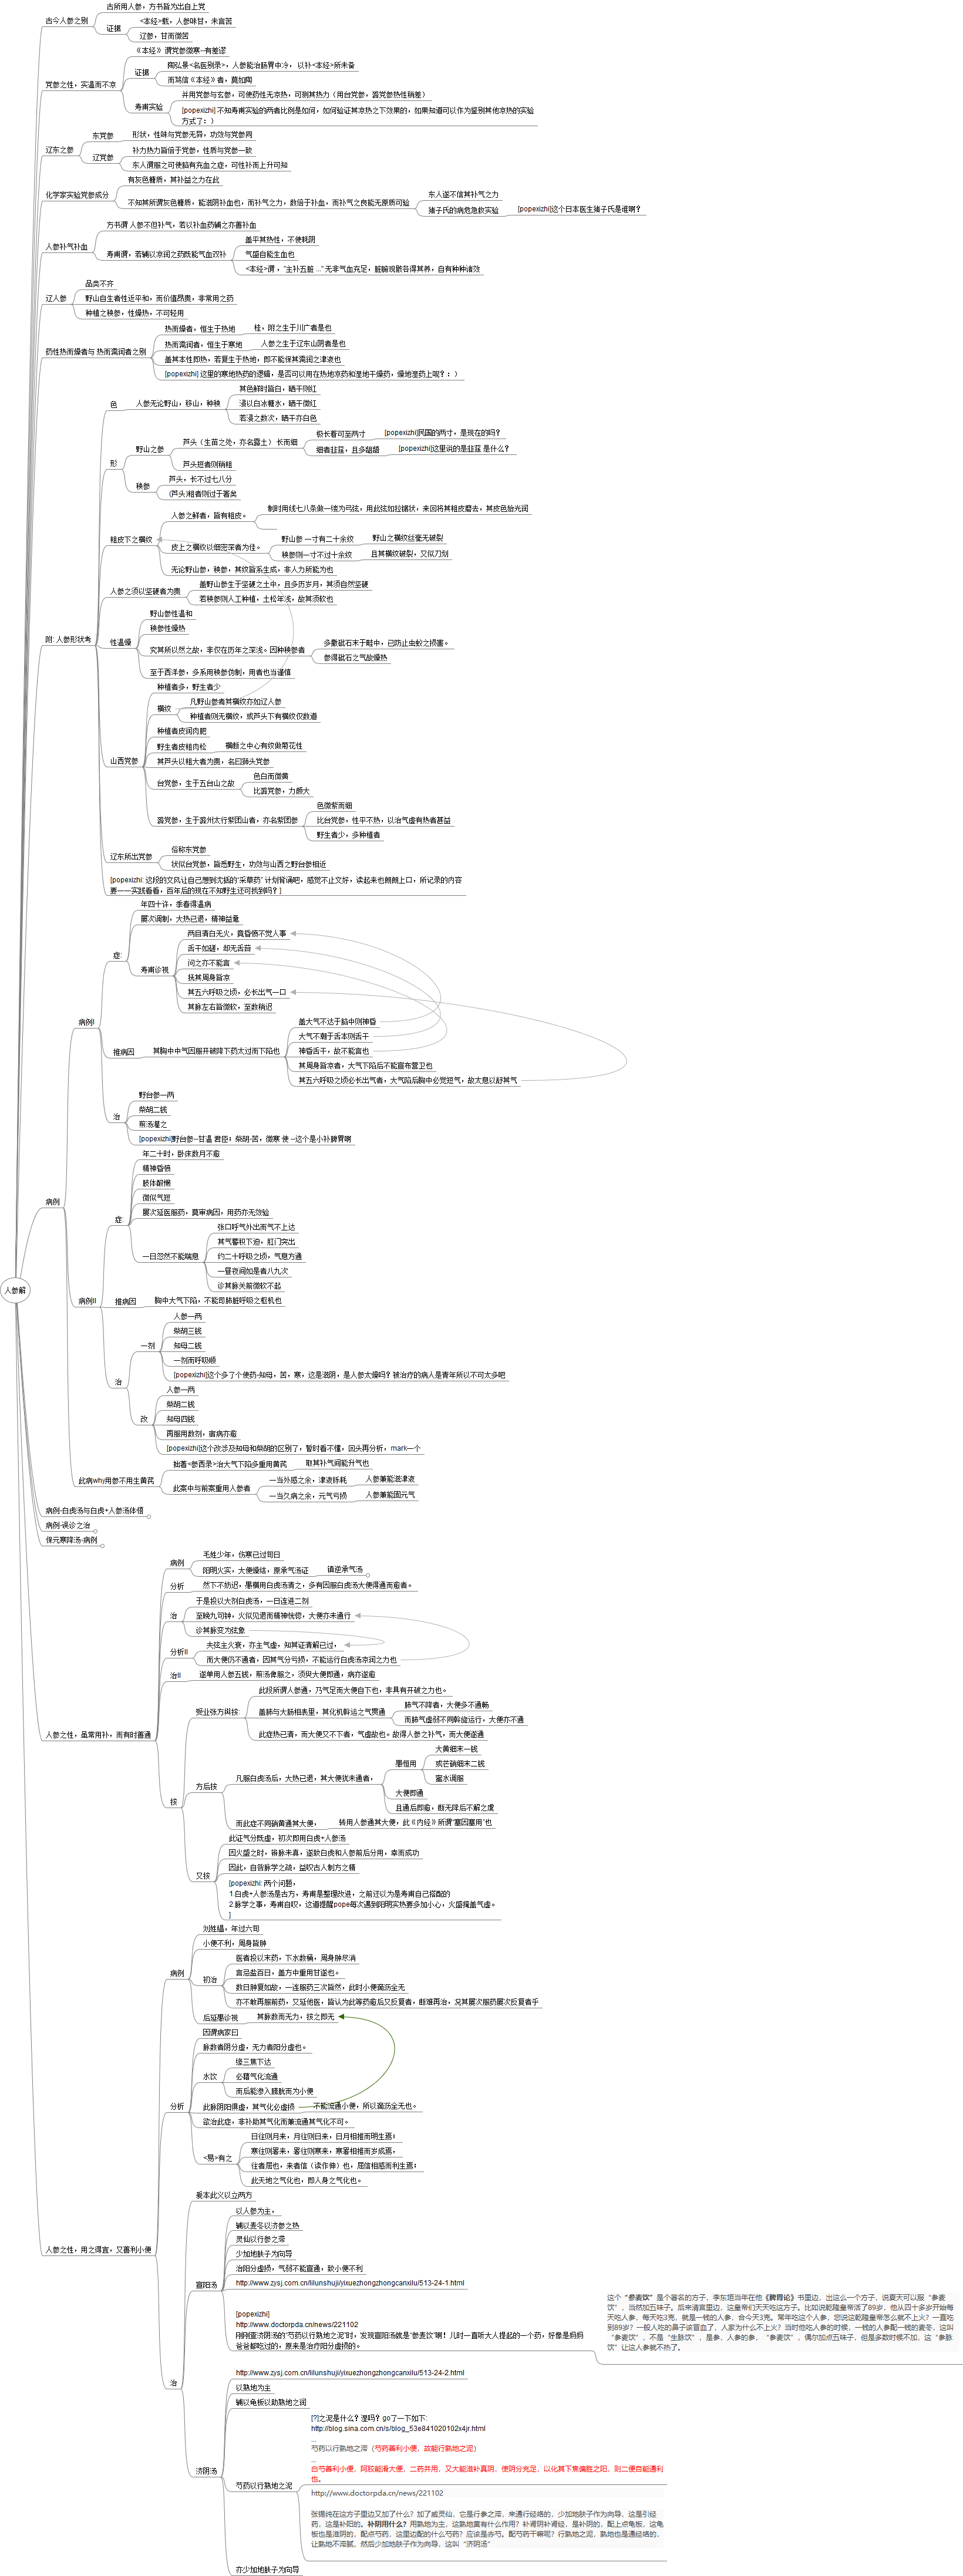 人参解
古今人参之别
古所用人参，方书皆为出自上党
证据
<本经>载，人参味甘，未言苦
辽参，甘而微苦
党参之性，实温而不凉
《本经》谓党参微寒--有差谬
证据
陶弘景<名医别录>，人参能治肠胃中冷，以补<本经>所未备
而笃信《本经》者，莫如陶
寿甫实验
并用党参与玄参，可使药性无凉热，可测其热力（用台党参，潞党参热性稍差）
[popexizhi] 不知寿甫实验的两者比例是如何，如何验证其凉热之下效果的，如果知道可以作为鉴别其他凉热的实验
方式了：）
辽东之参
东党参
形状，性味与党参无异，功效与党参同
辽党参
补力热力皆倍于党参，性质与党参一致
东人谓服之可使脑有充血之症，可性补而上升可知
化学家实验党参成分
有灰色糖质，其补益之力在此
不知其所谓灰色糖质，能滋阴补血也，而补气之力，数倍于补血，而补气之良能无原质可验
东人遂不信其补气之力
猪子氏的病危急救实验
[popexizhi]这个日本医生猪子氏是谁啊？
人参补气补血
方书谓 人参不但补气，若以补血药辅之亦善补血
寿甫谓，若辅以凉润之药既能气血双补
盖平其热性，不使耗阴
气盛自能生血也
<本经>谓，"主补五脏 ..." 无非气血充足，脏腑官骸各得其养，自有种种诸效
辽人参
品类不齐
野山自生者性近平和，而价值昂贵，非常用之药
种植之秧参，性燥热，不可轻用
药性热而燥者与 热而濡润者之别
热而燥者，恒生于热地
桂，附之生于川广者是也
热而濡润者，恒生于寒地
人参之生于辽东山阴者是也
盖其本性即热，若复生于热地，即不能保其濡润之津液也
[popexizhi] 这里的寒地热药的逻辑，是否可以用在热地凉药和湿地干燥药，燥地湿药上呢？：）
附: 人参形状考
色
人参无论野山，移山，种秧
其色鲜时皆白，晒干则红
浸以白冰糖水，晒干微红
若浸之数次，晒干亦白色
形
野山之参
芦头（生苗之处，亦名露土） 长而细
极长着可至两寸
[popexizhi]民国的两寸，是现在的吗？
细若韭莛，且多龃龉
[popexizhi]这里说的是韭莛 是什么？
芦头短者则稍粗
秧参
芦头，长不过七八分
(芦头)粗者则过于箸矣
粗皮下之横纹
人参之鲜者，皆有粗皮。
制时用线七八条做一缕为弓弦，用此弦如拉锯状，来回将其粗皮磨去，其皮色始光润
皮上之横纹以细密深者为佳。
野山参 一寸有二十余纹
野山之横纹丝毫无破裂
秧参则一寸不过十余纹
且其横纹破裂，又似刀划
无论野山参，秧参，其纹皆系生成，非人力所能为也
人参之须以坚硬者为贵
盖野山参生于坚硬之土中，且多历岁月，其须自然坚硬
若秧参则人工种植，土松年浅，故其须软也
性温燥
野山参性温和
秧参性燥热
究其所以然之故，非仅在历年之深浅。因种秧参者
多撒砒石末于畦中，已防止虫蚁之损害。
参得砒石之气故燥热
至于西洋参，多系用秧参伪制，用者也当谨慎
山西党参
种植者多，野生者少
横纹
凡野山参者其横纹亦如辽人参
种植者则无横纹，或芦头下有横纹仅数道
种植者皮润肉肥
野生者皮粗肉松
横断之中心有纹做菊花性
其芦头以粗大者为贵，名曰狮头党参
台党参，生于五台山之故
色白而微黄
比潞党参，力颇大
潞党参，生于潞州太行紫团山者，亦名紫团参
色微紫而细
比台党参，性平不热，以治气虚有热者甚益
野生者少，多种植者
辽东所出党参
俗称东党参
状似台党参，皆悉野生，功效与山西之野台参相近
[popexizhi: 这段的文风让自己想到沈括的"采草药" 计划背诵吧，感觉不止文好，读起来也朗朗上口，所记录的内容
要一一实践看看，百年后的现在不知野生还可找到吗？ ]
病例
病例I
症:
年四十许，季春得温病
屡次调制，大热已退，精神益惫
寿甫诊视
两目清白无火，竟昏愦不觉人事
舌干如磋，却无舌苔
问之亦不能言
抚其周身皆凉
其五六呼吸之顷，必长出气一口
其脉左右皆微软，至数稍迟
推病因
其胸中中气因服开破降下药太过而下陷也
盖大气不达于脑中则神昏
大气不潮于舌本则舌干
神昏舌干，故不能言也
其周身皆凉者，大气下陷后不能宣布营卫也
其五六呼吸之顷必长出气者，大气陷后胸中必觉短气，故太息以舒其气
治
野台参一两
柴胡二钱
煎汤灌之
[popexizhi]野台参--甘温 君臣；柴胡-苦，微寒 使 --这个是小补脾胃啊
病例II
症:
年二十时，卧床数月不愈
精神昏愦
肢体酸懒
微似气短
屡次延医服药，莫审病因，用药亦无效验
一日忽然不能喘息
张口呼气外出而气不上达
其气蓄积下迫，肛门突出
约二十呼吸之顷，气息方通
一昼夜间如是者八九次
诊其脉关前微软不起
推病因
胸中大气下陷，不能司肺脏呼吸之枢机也
治
一剂
人参一两
柴胡三钱
知母二钱
一剂而呼吸顺
[popexizhi]这个多了个使药-知母，苦，寒，这是滋阴，是人参太燥吗？被治疗的病人是青年所以不可太多吧
改
人参一两
柴胡二钱
知母四钱
再服用数剂，宿病亦愈
[popexizhi]这个改涉及知母和柴胡的区别了，暂时看不懂，回头再分析，mark一个
此病why用参不用生黄芪
拙著<参西录>治大气下陷多重用黄芪
取其补气间能升气也
此案中与前案重用人参者
一当外感之余，津液铄耗
人参兼能滋津液
一当久病之余，元气亏损
人参兼能固元气
病例-白虎汤与白虎+人参汤体悟
病例-误诊之治
保元寒降汤-病例
人参之性，虽常用补，而有时善通
病例
毛姓少年，伤寒已过旬日
阳明火实，大便燥结，原承气汤证
镇逆承气汤
分析
然下不妨迟，愚禳用白虎汤清之，多有因服白虎汤大便得通而愈者。
治
于是投以大剂白虎汤，一日连进二剂
至晚九句钟，火似见退而精神恍惚，大便亦未通行
诊其脉变为弦象
分析II
夫弦主火衰，亦主气虚，知其证清解已过，
而大便仍不通者，因其气分亏损，不能运行白虎汤凉润之力也
治II
遂单用人参五钱，煎汤俾服之，须臾大便即通，病亦遂愈
按
受业张方舆按:
此段所谓人参通，乃气足而大便自下也，非具有开破之力也。
盖肺与大肠相表里，其化机斡运之气贯通
肺气不降者，大便多不通畅
而肺气虚弱不同斡旋运行，大便亦不通
此症热已清，而大便又不下者，气虚故也。故得人参之补气，而大便遂通
方后按
凡服白虎汤后，大热已退，其大便犹未通者，
愚恒用
大黄细末一钱
或芒硝细末二钱
蜜水调服
大便即通
且通后即愈，断无降后不解之虞
而此症不同硝黄通其大便，
转用人参通其大便，此《内经》所谓"塞因塞用"也
又按
此证气分既虚，初次即用白虎+人参汤
因火盛之时，辂脉未真，遂欲白虎和人参前后分用，幸而成功
因此，自咎脉学之疏，益叹古人制方之精
[popexizhi: 两个问题，
1.白虎+人参汤是古方，寿甫是整理改进，之前还以为是寿甫自己搭配的
2.脉学之事，寿甫自叹，这道提醒pope每次遇到阳明实热要多加小心，火盛掩盖气虚。
]
人参之性，用之得宜，又善利小便
病例
刘姓媪，年过六旬
小便不利，周身皆肿
初治
医者投以末药，下水数桶，周身肿尽消
言忌盐百日，盖方中重用甘遂也。
数日肿复如故，一连服药三次皆然，此时小便滴沥全无
亦不敢再服前药，又延他医，皆认为此等药愈后又反复者，断难再治，况其屡次服药屡次反复者乎
后延愚诊视
其脉数而无力，按之即无
分析
因谓病家曰
脉数者阴分虚，无力者阳分虚也。
水饮
缘三焦下达
必藉气化流通
而后能渗入膀胱而为小便
此脉阴阳俱虚，其气化必虚损
不能流通小便，所以滴沥全无也。
欲治此症，非补助其气化而兼流通其气化不可。
<易>有之
日往则月来，月往则日来，日月相推而明生焉；
寒往则暑来，暑往则寒来，寒暑相推而岁成焉，
往者屈也，来者信（读作伸）也，屈信相感而利生焉；
此天地之气化也，即人身之气化也。
治
爰本此义以立两方
宣阳汤
以人参为主，
辅以麦冬以济参之热
灵仙以行参之滞
少加地肤子为向导
治阳分虚损，气弱不能宣通，致小便不利
http://www.zysj.com.cn/lilunshuji/yixuezhongzhongcanxilu/513-24-1.html
[popexizhi]
http://www.doctorpda.cn/news/221102
刚刚查济阴汤的"芍药以行熟地之泥"时，发现宣阳汤就是"参麦饮"啊！儿时一直听大人提起的一个药，好像是妈妈
爸爸都吃过的，原来是治疗阳分虚损的。
这个"参麦饮"是个著名的方子，李东垣当年在他《脾胃论》书里边，出这么一个方子，说夏天可以服"参麦
饮"，当然加五味子。后来清宫里边，这皇帝们天天吃这方子。比如说乾隆皇帝活了89岁，他从四十多岁开始每
天吃人参，每天吃3克，就是一钱的人参，合今天3克。常年吃这个人参，您说这乾隆皇帝怎么就不上火？一直吃
到89岁？一般人吃的鼻子该冒血了，人家为什么不上火？当时他吃人参的时候，一钱的人参配一钱的麦冬，这叫
"参麦饮"，不是"生脉饮"，是参，人参的参，"参麦饮"，偶尔加点五味子，但是多数时候不加，这"参脉
饮"让这人参就不热了。
济阴汤
http://www.zysj.com.cn/lilunshuji/yixuezhongzhongcanxilu/513-24-2.html
以熟地为主
辅以龟板以助熟地之润
芍药以行熟地之泥
[?]之泥是什么？湿吗？go了一下如下:
http://blog.sina.com.cn/s/blog_53e841020102x4jr.html
...
芍药以行熟地之滞（芍药善利小便，故能行熟地之泥）
...
白芍善利小便，阿胶能滑大便，二药并用，又大能滋补真阴，使阴分充足，以化其下焦偏胜之阳，则二便自能通利
也。
http://www.doctorpda.cn/news/221102
张锡纯在这方子里边又加了什么？加了威灵仙，它是行参之滞，来通行经络的，少加地肤子作为向导，这是引经
药，这是补阳的。补阴用什么？用熟地为主，这熟地黄有什么作用？补肾阴补肾经，是补阴的，配上点龟板，这龟
板也是滋阴的，配点芍药，这里边配的什么芍药？应该是赤芍。配芍药干嘛呢？行熟地之泥，熟地也是通经络的，
让熟地不滞腻，然后少加地肤子作为向导，这叫"济阴汤"
亦少加地肤子为向导